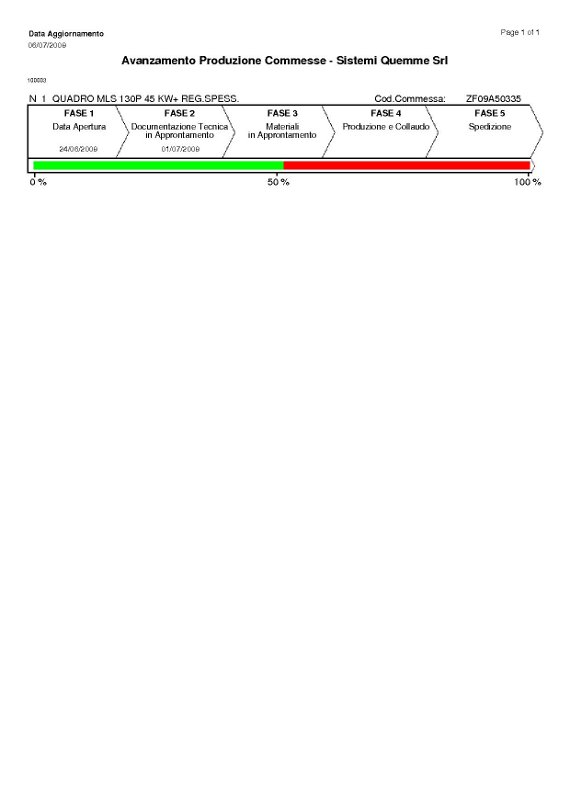 Data Aggiornamento
Page 1 of 1
06/07/2009
Avanzamento Produzione Commesse - Sistemi Quemme Srl
100033
N 1 QUADRO MLS 130P 45 KW+ REG.SPESS. Cod.Commessa: ZF09A50335
FASE 1 FASE 2 FASE 3 FASE 4 FASE 5
Data Apertura Documentazione Tecnica Materiali Produzione e Collaudo Spedizione
in Approntamento in Approntamento
24/06/2009 01/07/2009
0 % 50 % 100 %